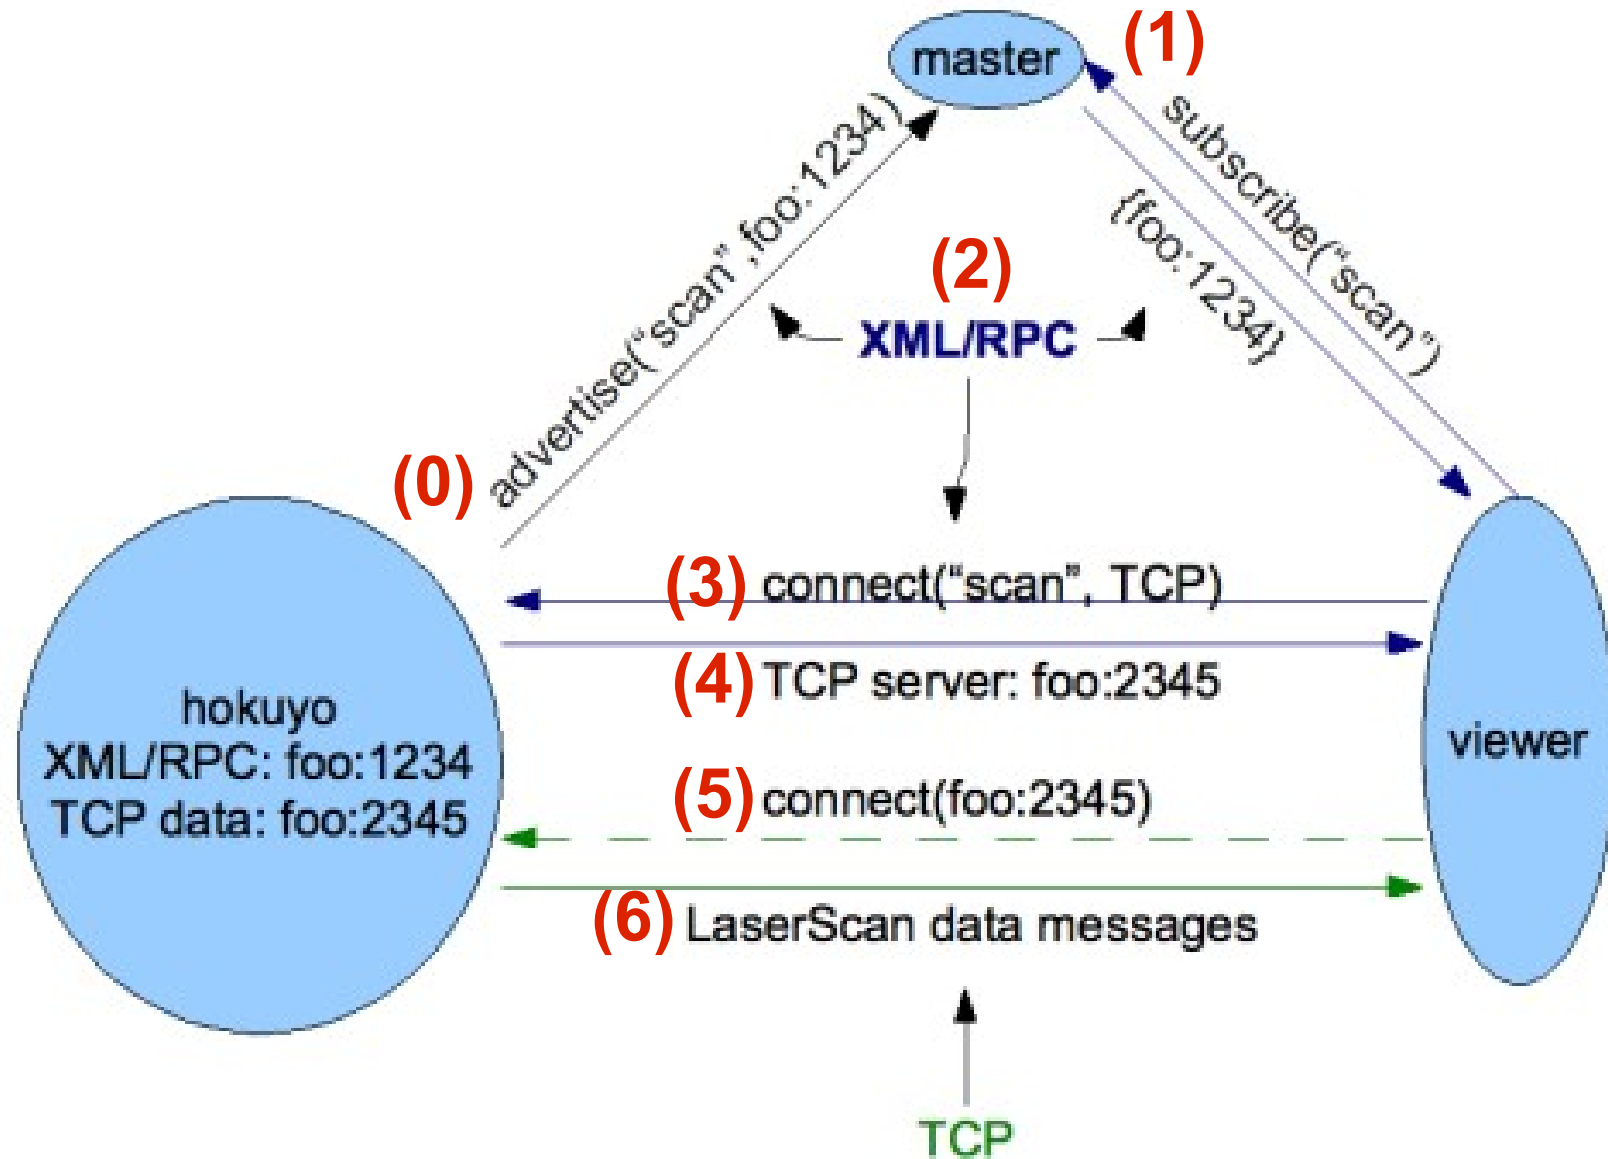 master
(1)
advertise("scan",foo:1234)
subscribe("scan")
{foo:1234}
(2)
XML/RPC
(0)
(3) connect("scan", TCP)
(4) TCP server: foo:2345
hokuyo
XML/RPC: foo:1234
TCP data: foo:2345
viewer
(5) connect(foo:2345)
(6) LaserScan data messages
TCP